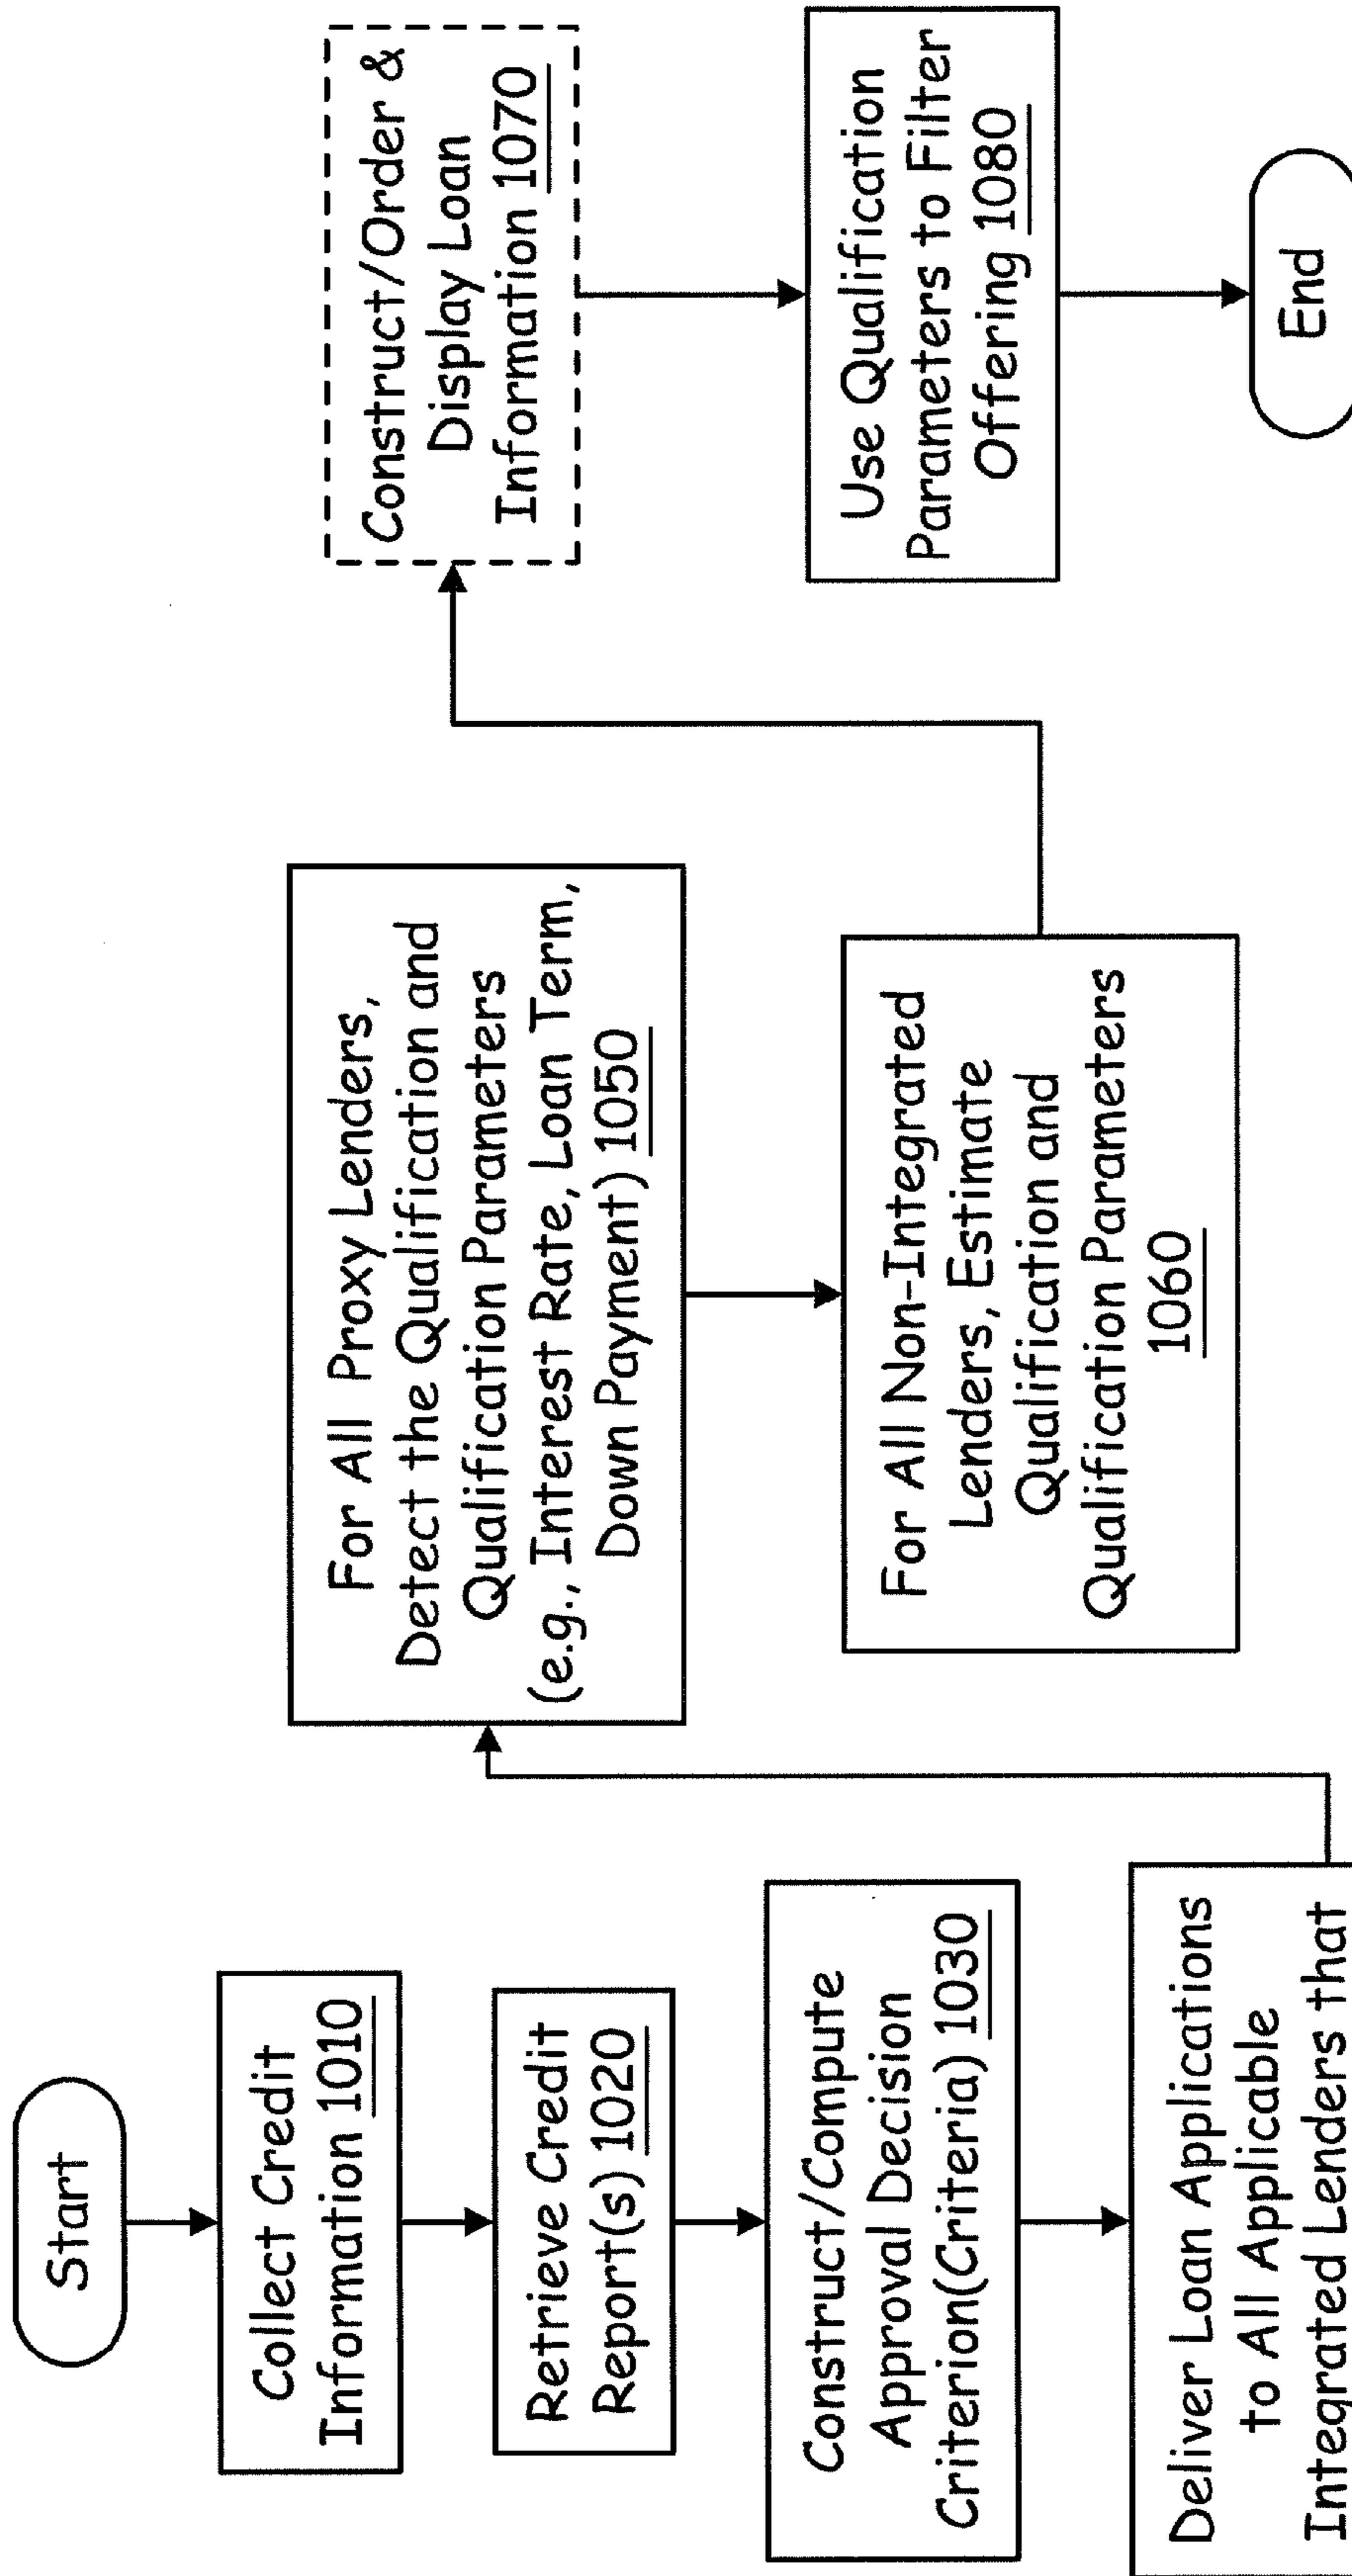 Start
Collect Credit
Information 1010
Retrieve Credit
Report(s) 1020
Construct/Compute
Approval Decision
Criterion(Criteria) 1030
Deliver Loan Applications
to All Applicable
Integrated Lenders that
For All Proxy Lenders,
Detect the Qualification and
Qualification Parameters
(e.g., Interest Rate, Loan Term,
Down Payment) 1050
For All Non-Integrated
Lenders, Estimate
Qualification and
Qualification Parameters
1060
Construct/Order &
Display Loan
Information 1070
Use Qualification
Parameters to Filter
Offering 1080
End